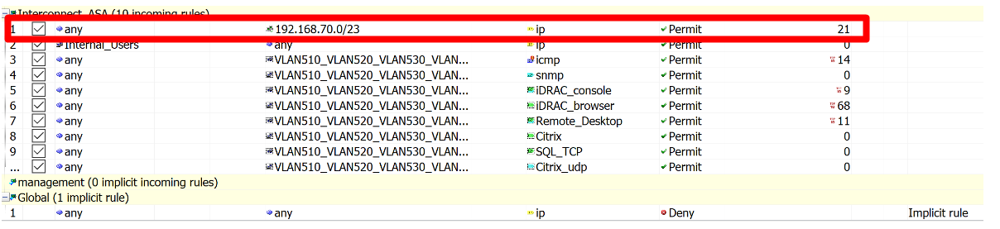 Interconnect_ASA (10 incoming rules)
1 any 192.168.70.0/23 ip Permit 21
2 Internal_Users any ip Permit 0
3 any VLAN510_VLAN520_VLAN530_VLAN... icmp Permit 14
4 any VLAN510_VLAN520_VLAN530_VLAN... snmp Permit 0
5 any VLAN510_VLAN520_VLAN530_VLAN... iDRAC_console Permit 9
6 any VLAN510_VLAN520_VLAN530_VLAN... iDRAC_browser Permit 68
7 any VLAN510_VLAN520_VLAN530_VLAN... Remote_Desktop Permit 11
8 any VLAN510_VLAN520_VLAN530_VLAN... Citrix Permit 0
9 any VLAN510_VLAN520_VLAN530_VLAN... SQL_TCP Permit 0
... any VLAN510_VLAN520_VLAN530_VLAN... Citrix_udp Permit 0
management (0 implicit incoming rules)
Global (1 implicit rule)
1 any any ip Deny Implicit rule